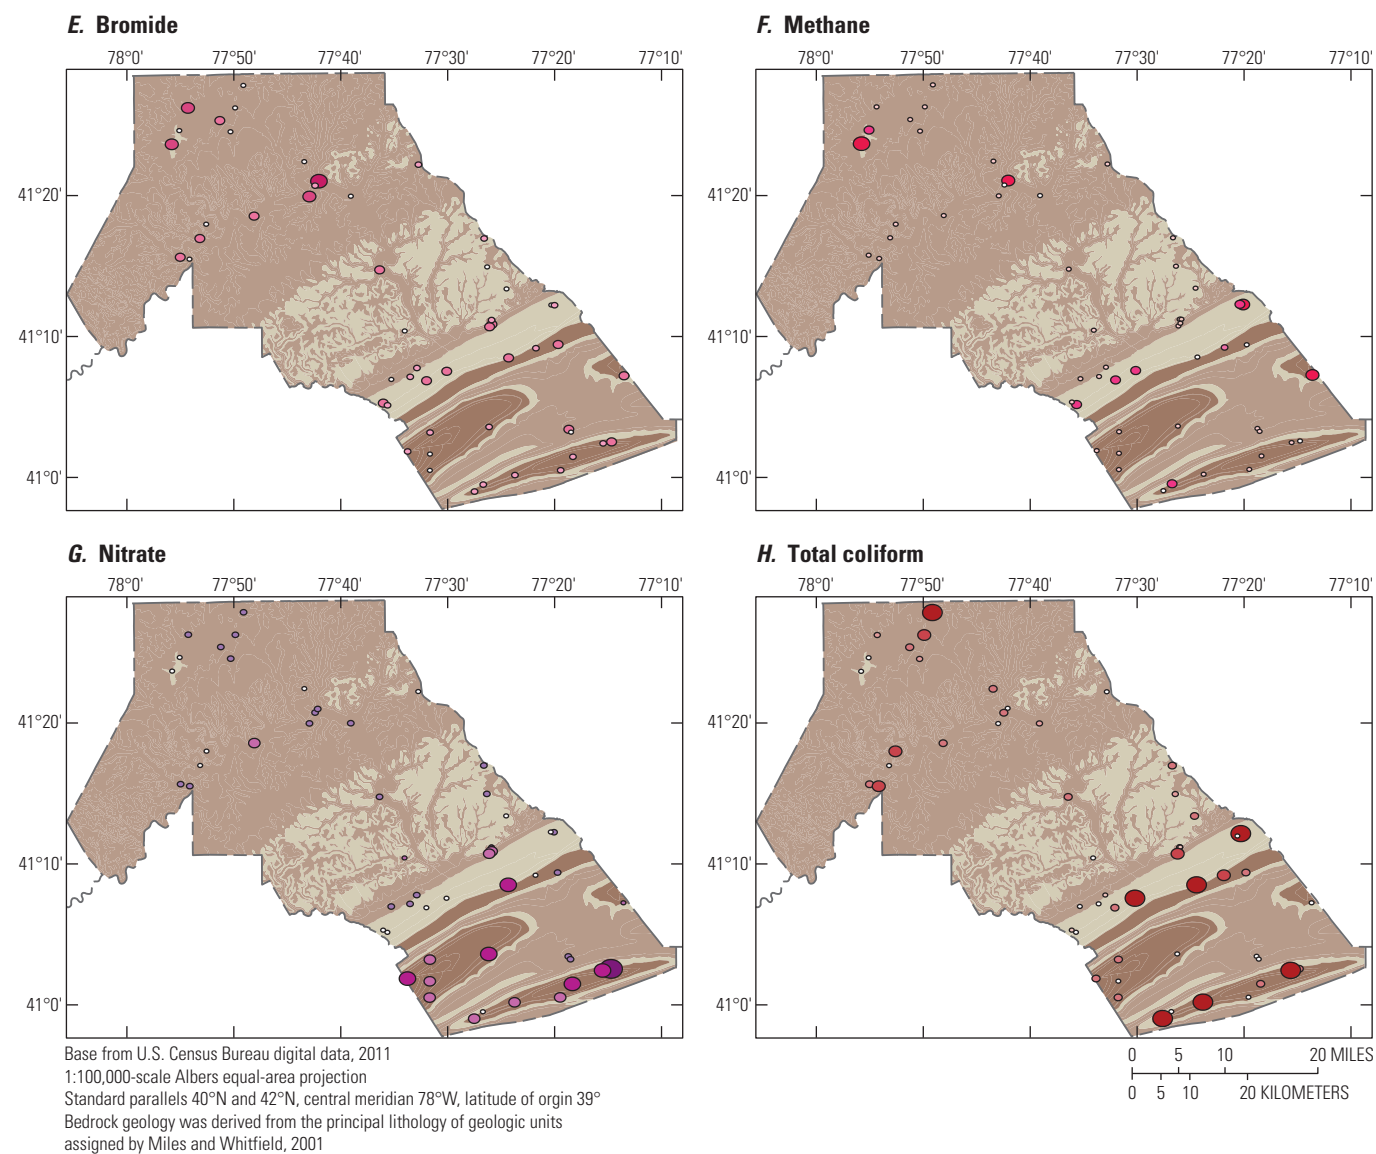 E. Bromide
F. Methane
78°0' 77°50' 77°40' 77°30' 77°20' 77°10'
78°0' 77°50' 77°40' 77°30' 77°20' 77°10'
41°20'
41°20'
41°10'
41°10'
41°0'
41°0'
G. Nitrate
H. Total coliform
78°0' 77°50' 77°40' 77°30' 77°20' 77°10'
78°0' 77°50' 77°40' 77°30' 77°20' 77°10'
41°20'
41°20'
41°10'
41°10'
41°0'
41°0'
Base from U.S. Census Bureau digital data, 2011
1:100,000-scale Albers equal-area projection
Standard parallels 40°N and 42°N, central meridian 78°W, latitude of orgin 39°
Bedrock geology was derived from the principal lithology of geologic units
assigned by Miles and Whitfield, 2001
0 5 10 20 MILES
0 5 10 20 KILOMETERS